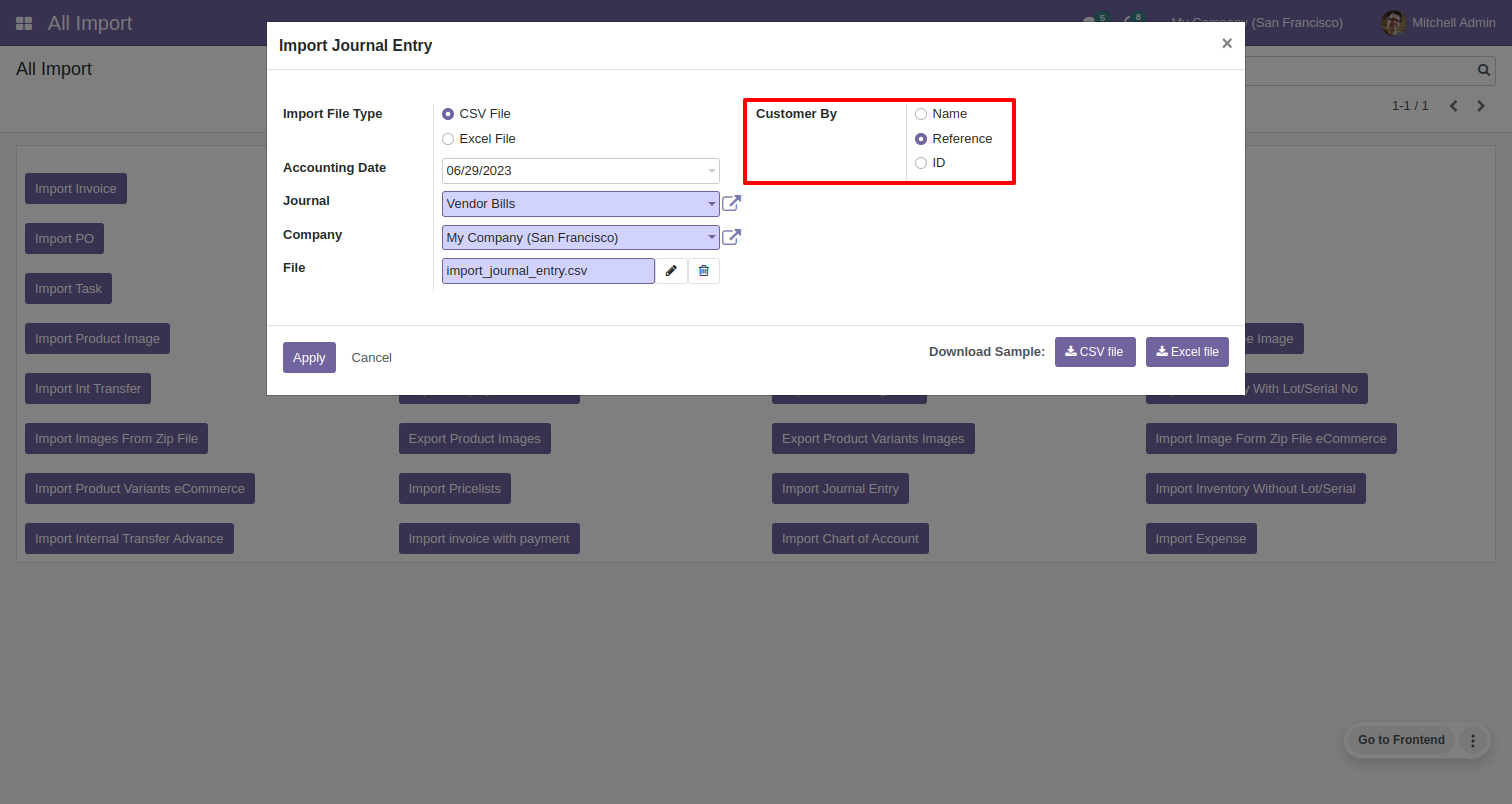 All Import
5
8
My Company (San Francisco)
Mitchell Admin
All Import
1-1 / 1
Import Journal Entry
×
Import File Type
CSV File
Excel File
Customer By
Name
Reference
ID
Accounting Date
06/29/2023
Journal
Vendor Bills
Company
My Company (San Francisco)
File
import_journal_entry.csv
Apply
Cancel
Download Sample:
CSV file
Excel file
Import Invoice
Import PO
Import Task
Import Product Image
Image
Import Int Transfer
With Lot/Serial No
Import Images From Zip File
Export Product Images
Export Product Variants Images
Import Image Form Zip File eCommerce
Import Product Variants eCommerce
Import Pricelists
Import Journal Entry
Import Inventory Without Lot/Serial
Import Internal Transfer Advance
Import invoice with payment
Import Chart of Account
Import Expense
Go to Frontend